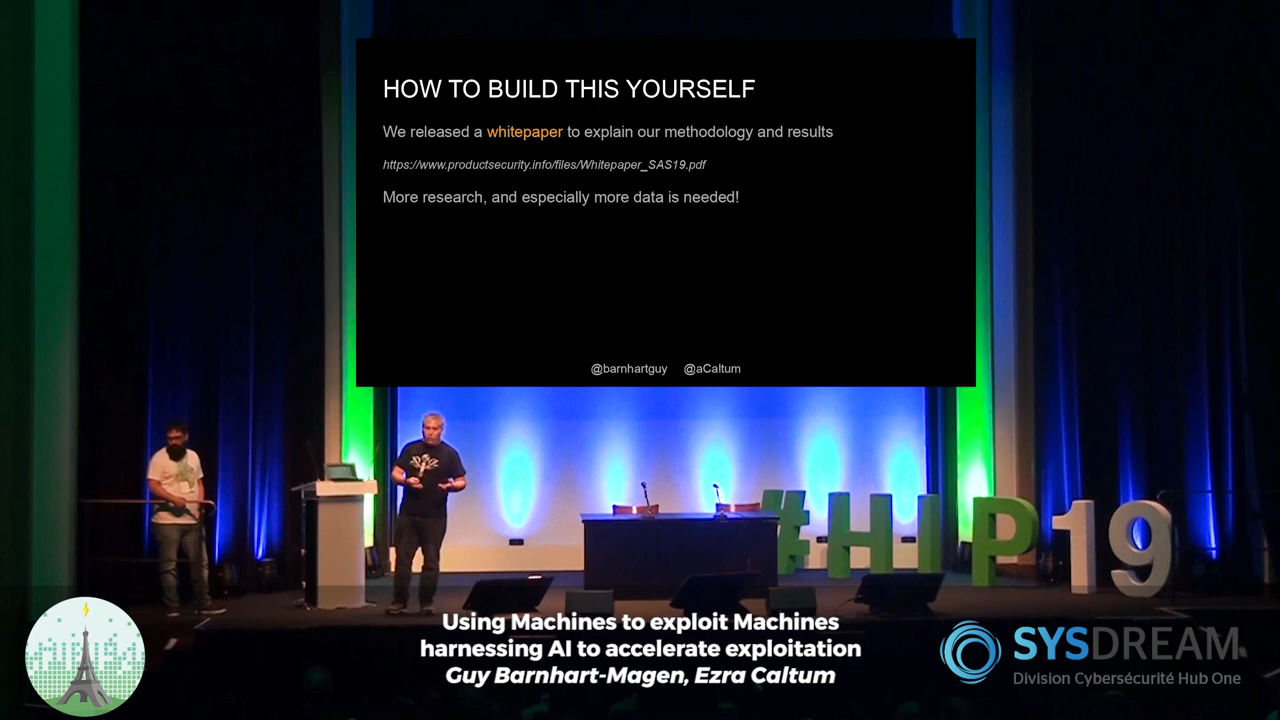 HOW TO BUILD THIS YOURSELF
We released a whitepaper to explain our methodology and results
https://www.productsecurity.info/files/Whitepaper_SAS19.pdf
More research, and especially more data is needed!
@barnhartguy @aCaltum
#HIP19
Using Machines to exploit Machines
harnessing AI to accelerate exploitation
Guy Barnhart-Magen, Ezra Caltum
SYSDREAM
Division Cybersécurité Hub One